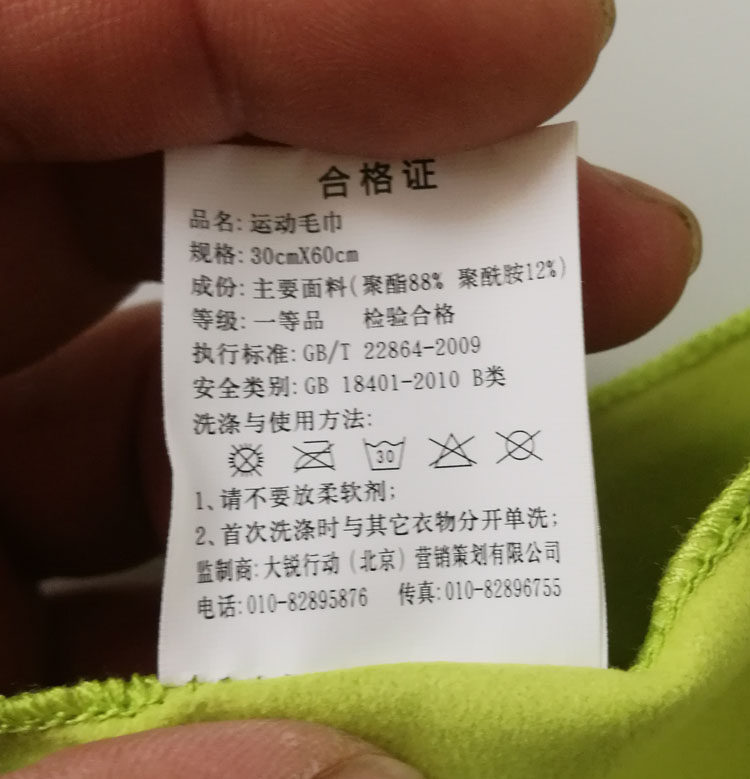 合格证
品名:运动毛巾
规格:30cmX60cm
成份:主要面料(聚酯88% 聚酰胺12%)
等级:一等品 检验合格
执行标准:GB/T 22864-2009
安全类别:GB 18401-2010 B类
洗涤与使用方法:
30
1、请不要放柔软剂;
2、首次洗涤时与其它衣物分开单洗;
监制商:大锐行动(北京)营销策划有限公司
电话:010-82895876 传真:010-82896755